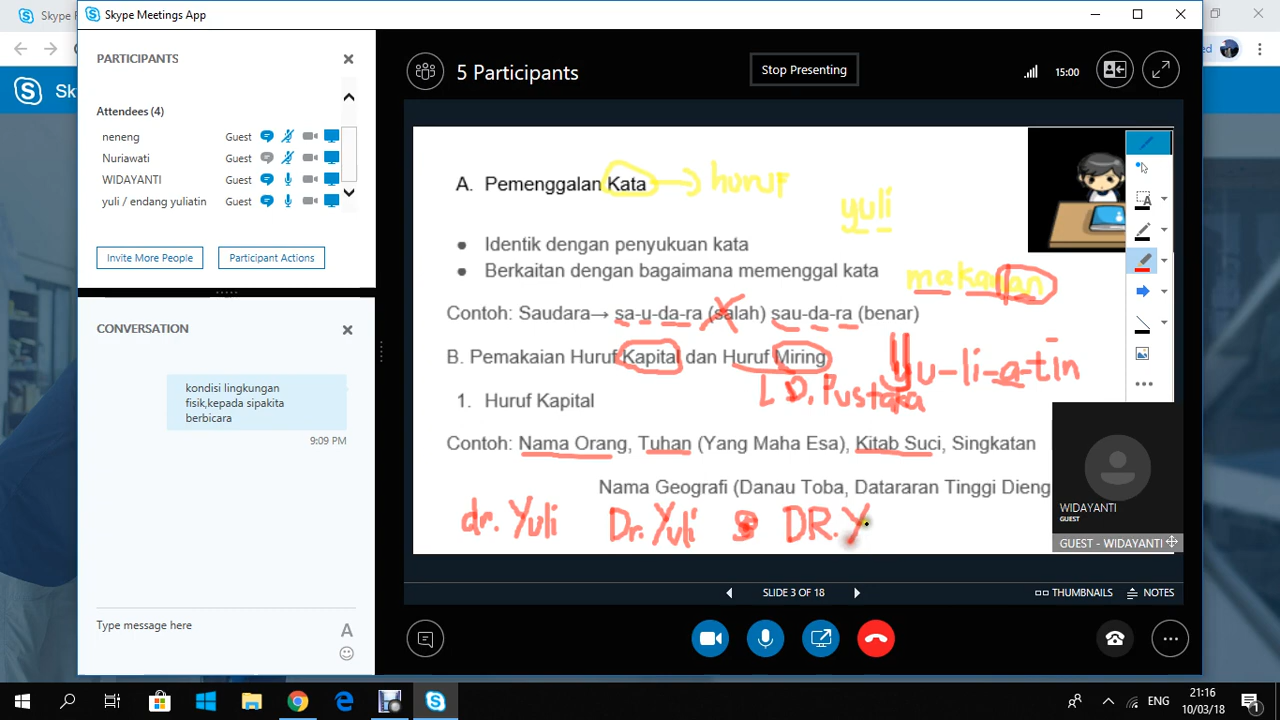 Skype
Skype Meetings App
Sk
ed
PARTICIPANTS
Attendees (4)
neneng Guest
Nuriawati Guest
WIDAYANTI Guest
yuli / endang yuliatin Guest
Invite More People
Participant Actions
CONVERSATION
kondisi lingkungan
fisik,kepada sipakita
berbicara
9:09 PM
Type message here
5 Participants
Stop Presenting
15:00
A. Pemenggalan Kata → huruf
yuli
● Identik dengan penyukuan kata
● Berkaitan dengan bagaimana memenggal kata
makanan
Contoh: Saudara→ sa-u-da-ra (salah) sau-da-ra (benar)
B. Pemakaian Huruf Kapital dan Huruf Miring
yu-li-a-tin
D. Pustaka
1. Huruf Kapital
Contoh: Nama Orang, Tuhan (Yang Maha Esa), Kitab Suci, Singkatan
Nama Geografi (Danau Toba, Datararan Tinggi Dieng
dr. Yuli Dr. Yuli DR. Y
WIDAYANTI
GUEST
GUEST - WIDAYANTI
SLIDE 3 OF 18
THUMBNAILS
NOTES
ENG
21:16
10/03/18
1